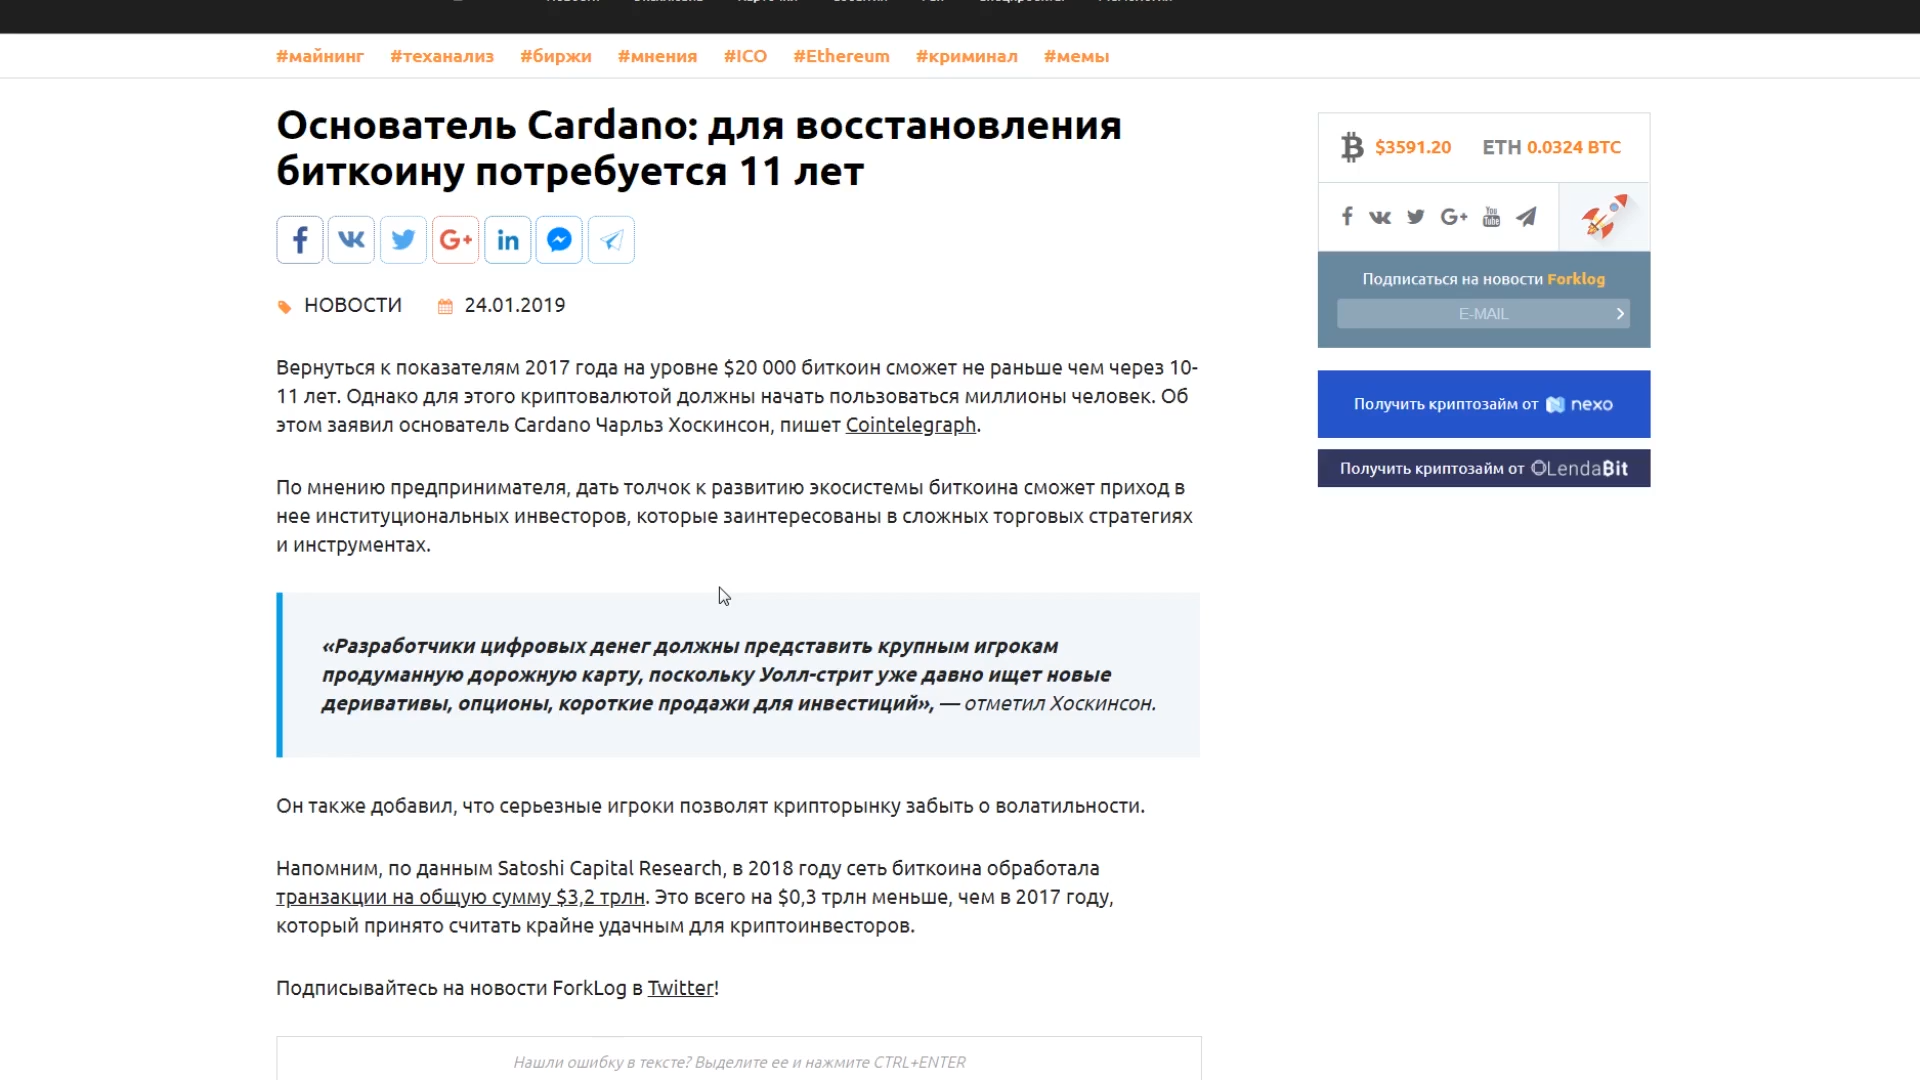 #майнинг #теханализ #биржи #мнения #ICO #Ethereum #криминал #мемы
Основатель Cardano: для восстановления
биткоину потребуется 11 лет
НОВОСТИ 24.01.2019
Вернуться к показателям 2017 года на уровне $20 000 биткоин сможет не раньше чем через 10-
11 лет. Однако для этого криптовалютой должны начать пользоваться миллионы человек. Об
этом заявил основатель Cardano Чарльз Хоскинсон, пишет Cointelegraph.
По мнению предпринимателя, дать толчок к развитию экосистемы биткоина сможет приход в
нее институциональных инвесторов, которые заинтересованы в сложных торговых стратегиях
и инструментах.
«Разработчики цифровых денег должны представить крупным игрокам
продуманную дорожную карту, поскольку Уолл-стрит уже давно ищет новые
деривативы, опционы, короткие продажи для инвестиций», — отметил Хоскинсон.
Он также добавил, что серьезные игроки позволят крипторынку забыть о волатильности.
Напомним, по данным Satoshi Capital Research, в 2018 году сеть биткоина обработала
транзакции на общую сумму $3,2 трлн. Это всего на $0,3 трлн меньше, чем в 2017 году,
который принято считать крайне удачным для криптоинвесторов.
Подписывайтесь на новости ForkLog в Twitter!
Нашли ошибку в тексте? Выделите ее и нажмите CTRL+ENTER
$3591.20 ETH 0.0324 BTC
Подписаться на новости Forklog
E-MAIL
Получить криптозайм от nexo
Получить криптозайм от LendaBit